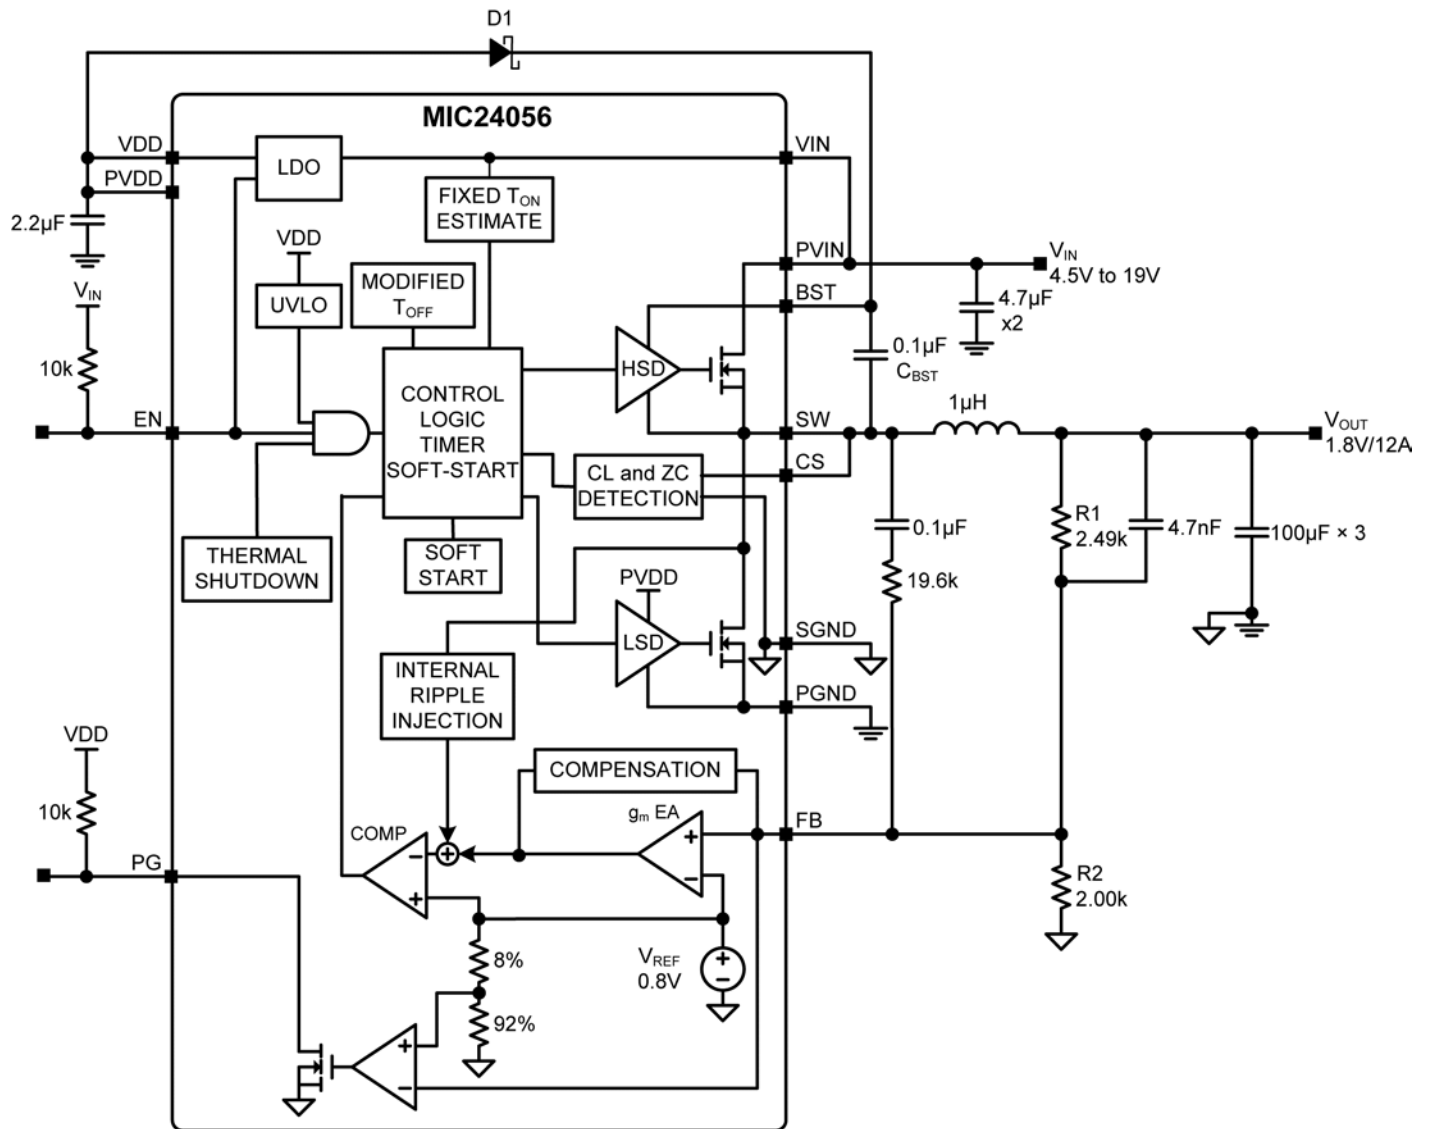 D1
MIC24056
VDD
LDO
VIN
PVDD
FIXED TON
ESTIMATE
2.2µF
VDD
PVIN
VIN
4.5V to 19V
VIN
UVLO
MODIFIED
TOFF
BST
4.7µF
x2
10k
HSD
0.1µF
CBST
CONTROL
LOGIC
TIMER
SOFT-START
1µH
EN
SW
VOUT
1.8V/12A
CS
CL and ZC
DETECTION
THERMAL
SHUTDOWN
SOFT
START
0.1µF
R1
2.49k
4.7nF
100µF × 3
19.6k
PVDD
LSD
SGND
INTERNAL
RIPPLE
INJECTION
PGND
VDD
COMPENSATION
10k
gm EA
FB
COMP
+
−
+
−
+
PG
R2
2.00k
8%
VREF
0.8V
+
−
92%
+
−